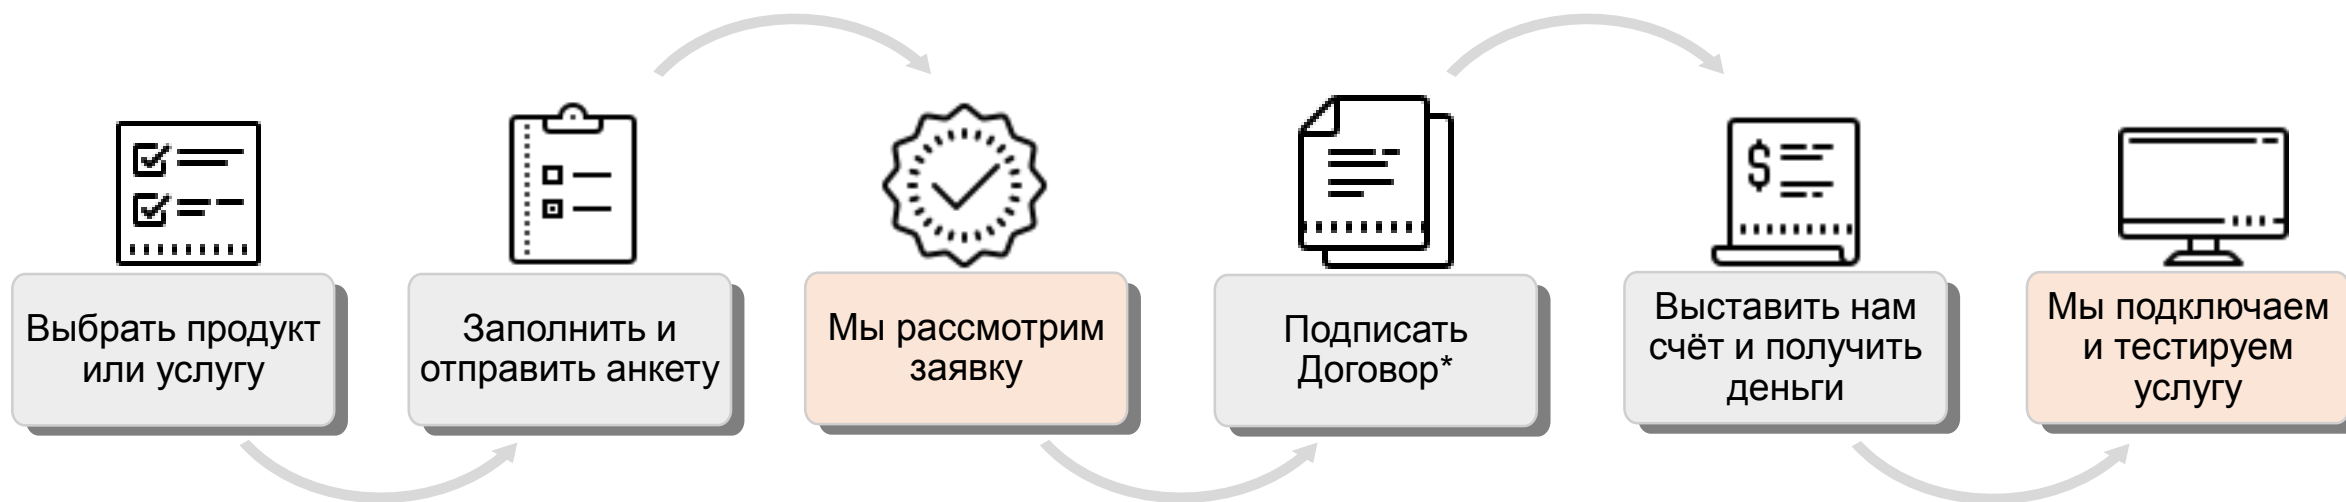 Выбрать продукт
или услугу
Заполнить и
отправить анкету
Мы рассмотрим
заявку
Подписать
Договор*
$
Выставить нам
счёт и получить
деньги
Мы подключаем
и тестируем
услугу